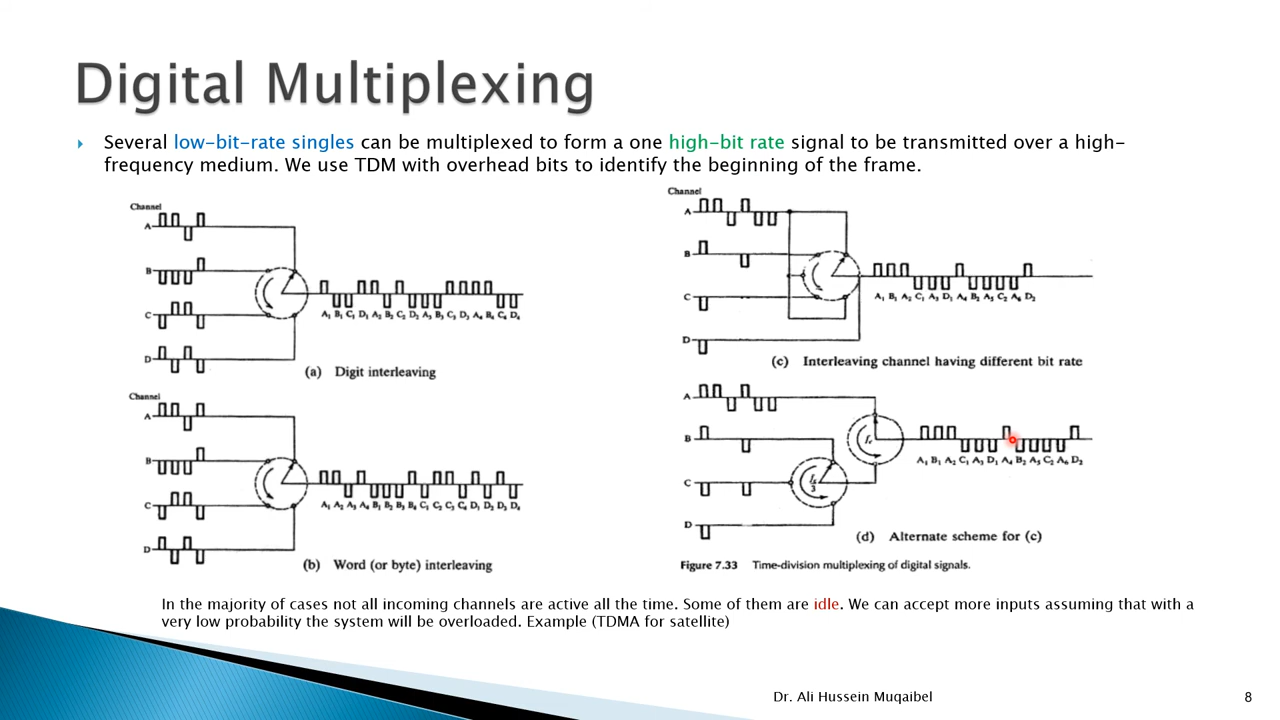 Digital Multiplexing
Several low-bit-rate singles can be multiplexed to form a one high-bit rate signal to be transmitted over a high-
frequency medium. We use TDM with overhead bits to identify the beginning of the frame.
Channel
A
B
C
D
A₁ B₁ C₁ D₁ A₂ B₂ C₂ D₂ A₃ B₃ C₃ D₃ A₄ B₄ C₄ D₄
(a) Digit interleaving
Channel
A
B
C
D
A₁ A₂ A₃ A₄ B₁ B₂ B₃ B₄ C₁ C₂ C₃ C₄ D₁ D₂ D₃ D₄
(b) Word (or byte) interleaving
Channel
A
B
C
D
A₁ B₁ A₂ C₁ A₃ D₁ A₄ B₂ A₅ C₂ A₆ D₂
(c) Interleaving channel having different bit rate
A
B
C
D
A₁ B₁ A₂ C₁ A₃ D₁ A₄ B₂ A₅ C₂ A₆ D₂
(d) Alternate scheme for (c)
Figure 7.33 Time-division multiplexing of digital signals.
In the majority of cases not all incoming channels are active all the time. Some of them are idle. We can accept more inputs assuming that with a
very low probability the system will be overloaded. Example (TDMA for satellite)
Dr. Ali Hussein Muqaibel
8